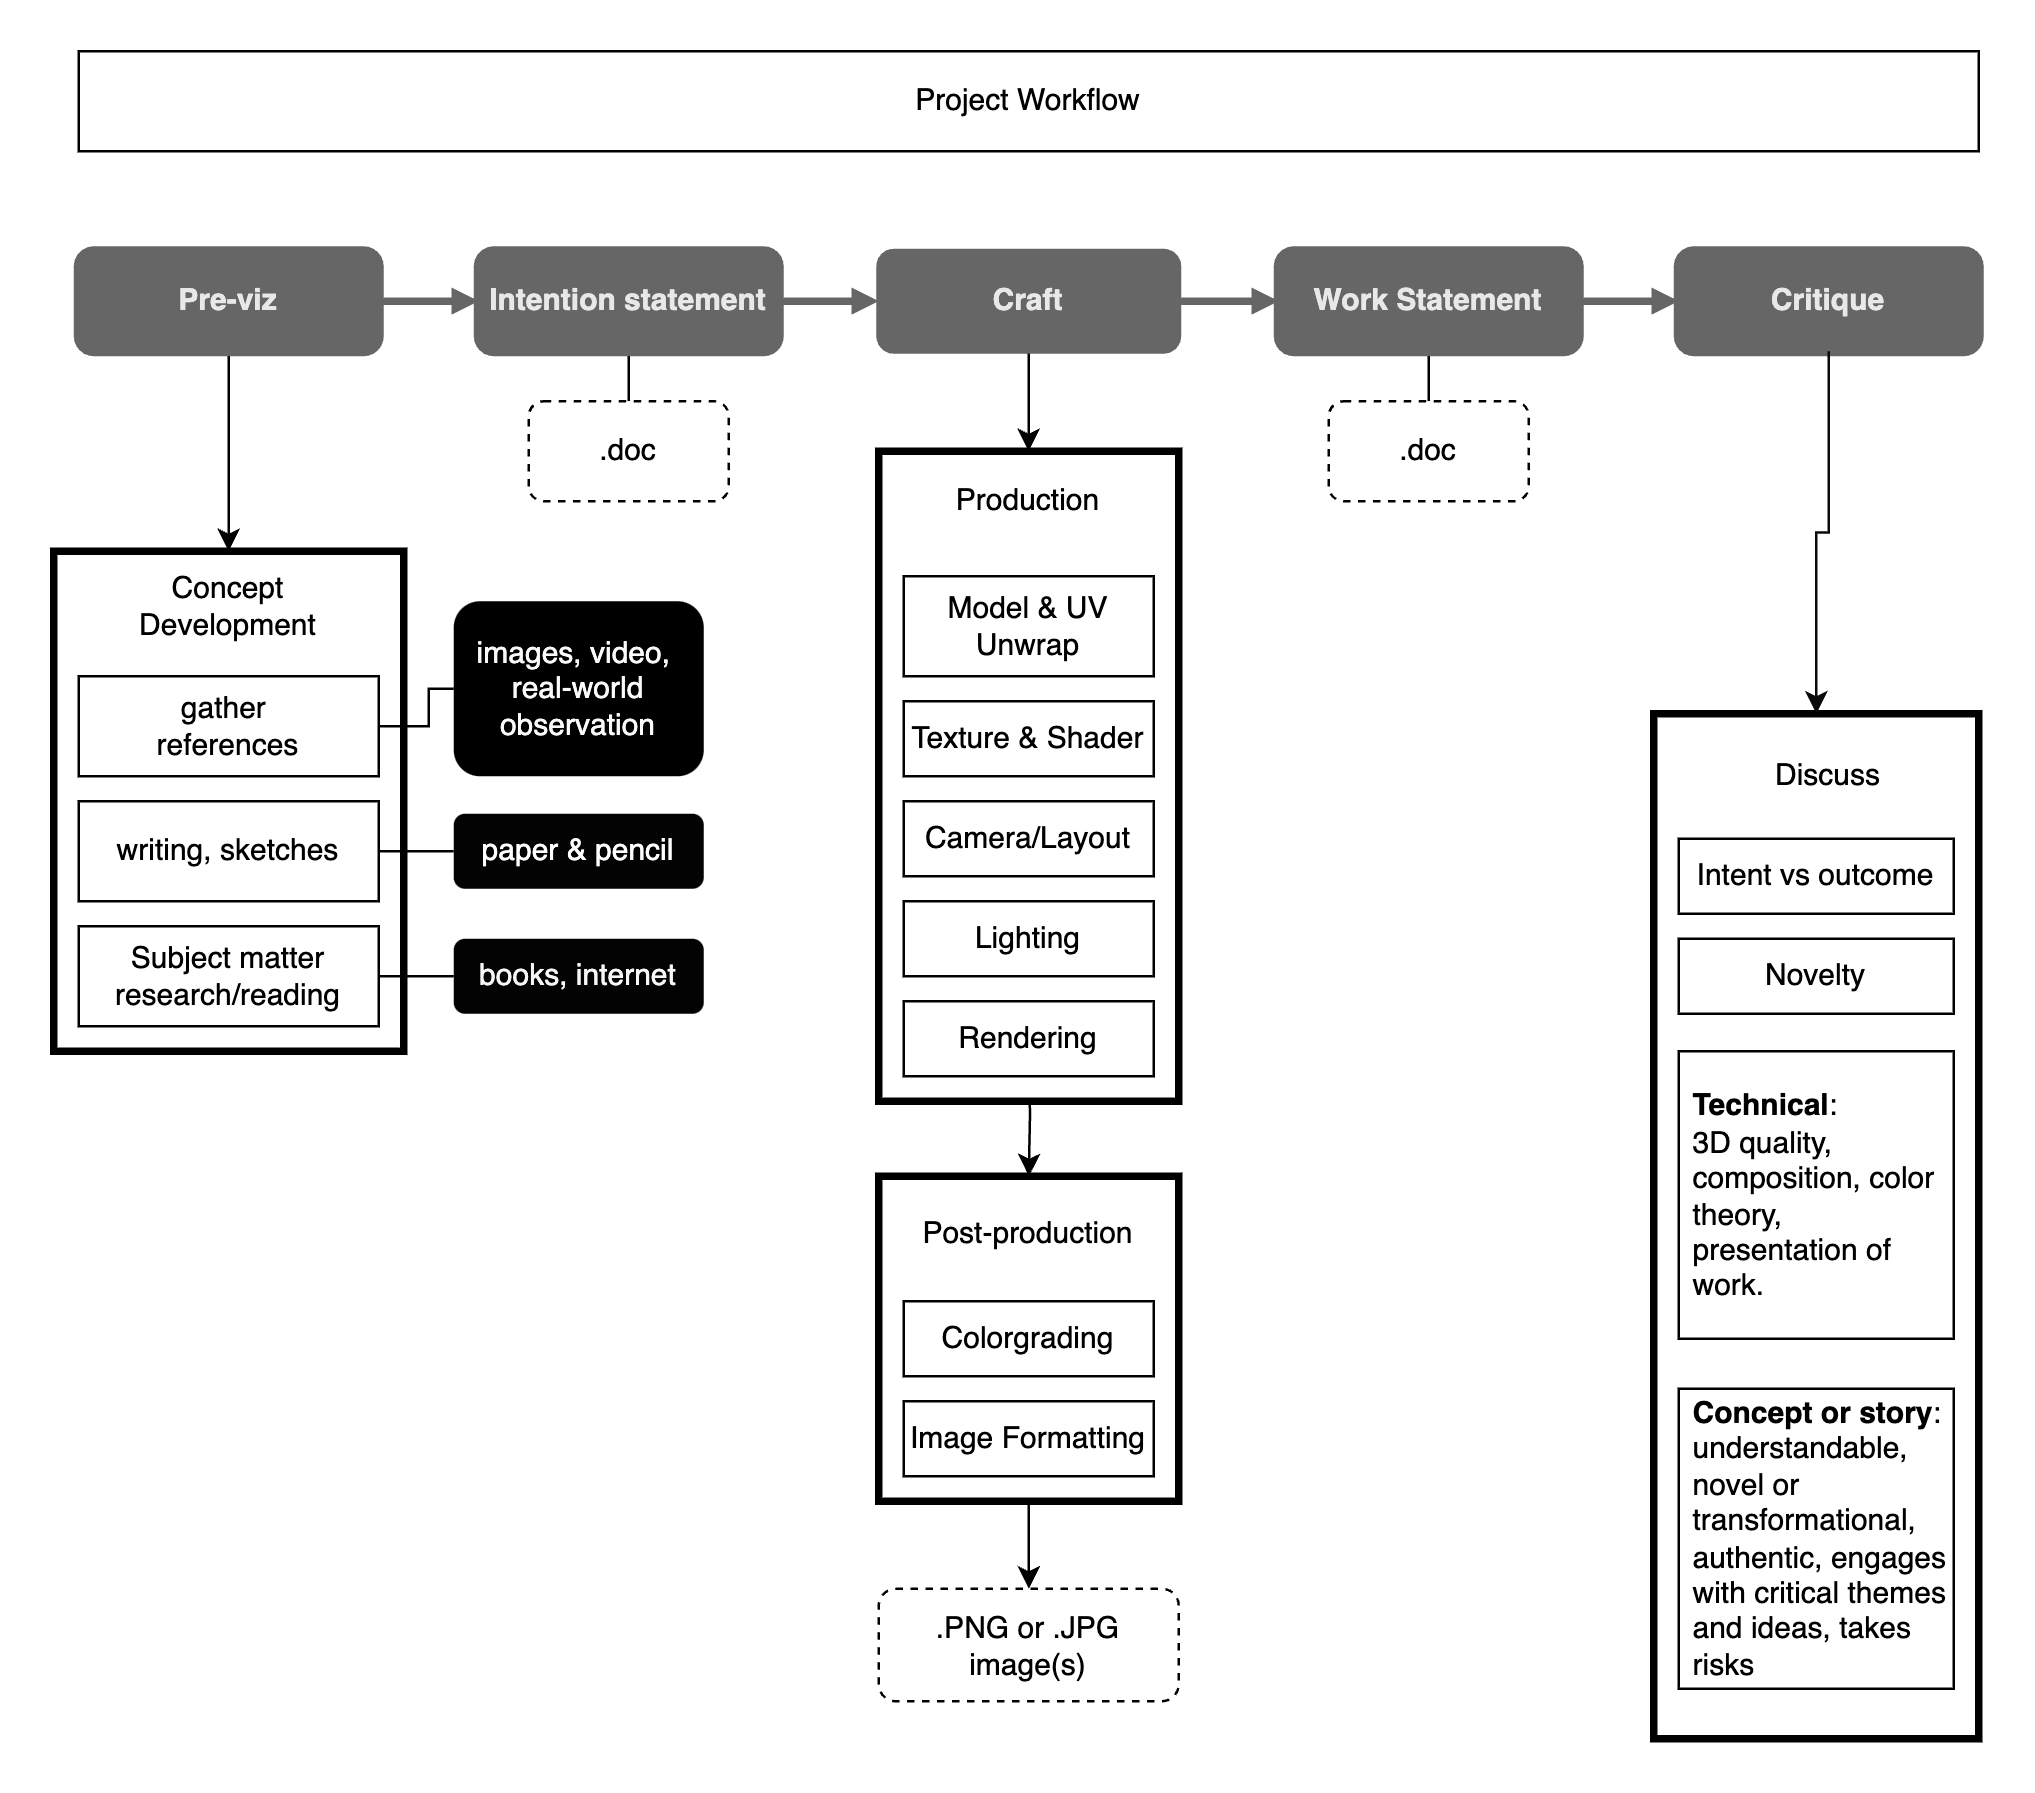 Project Workflow
Pre-viz
Intention statement
Craft
Work Statement
Critique
.doc
.doc
Concept
Development
gather
references
images, video,
real-world
observation
writing, sketches
paper & pencil
Subject matter
research/reading
books, internet
Production
Model & UV
Unwrap
Texture & Shader
Camera/Layout
Lighting
Rendering
Post-production
Colorgrading
Image Formatting
.PNG or .JPG
image(s)
Discuss
Intent vs outcome
Novelty
Technical:
3D quality,
composition, color
theory,
presentation of
work.
Concept or story:
understandable,
novel or
transformational,
authentic, engages
with critical themes
and ideas, takes
risks